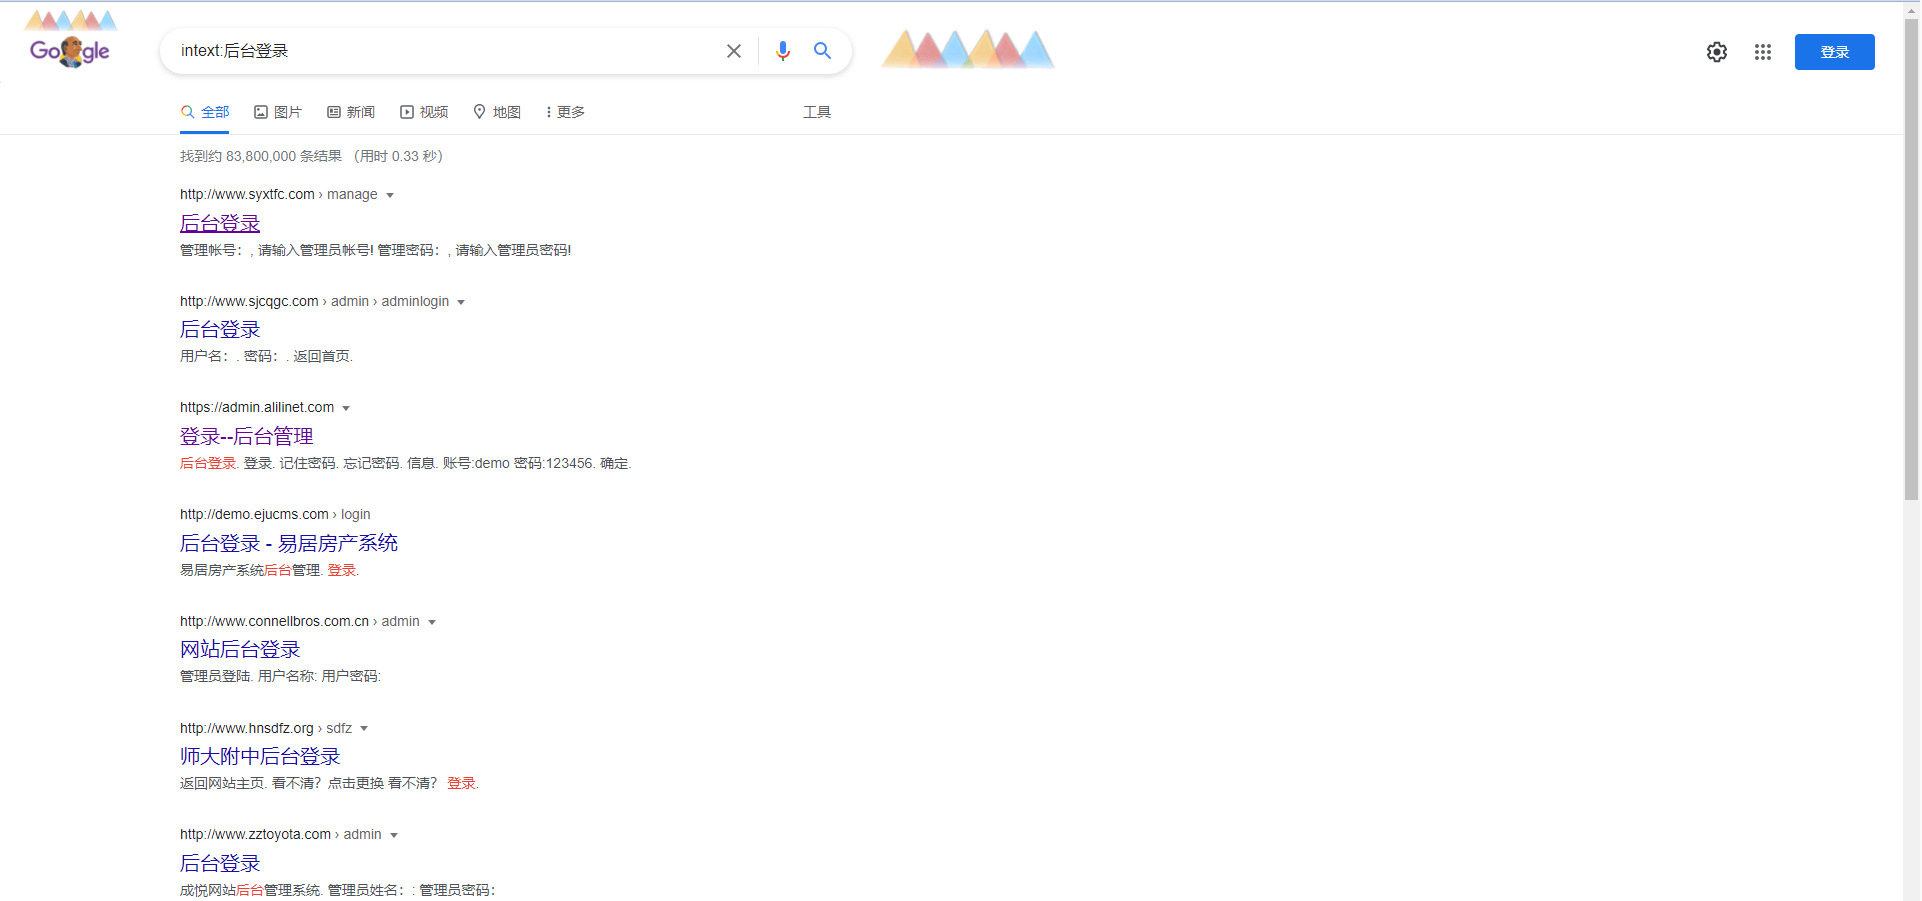 Google
intext:后台登录
登录
全部 图片 新闻 视频 地图 更多 工具
找到约 83,800,000 条结果 （用时 0.33 秒）
http://www.syxtfc.com › manage
后台登录
管理帐号：, 请输入管理员帐号! 管理密码：, 请输入管理员密码!
http://www.sjcqgc.com › admin › adminlogin
后台登录
用户名：. 密码：. 返回首页.
https://admin.alilinet.com
登录--后台管理
后台登录. 登录. 记住密码. 忘记密码. 信息. 账号:demo 密码:123456. 确定.
http://demo.ejucms.com › login
后台登录 - 易居房产系统
易居房产系统后台管理. 登录.
http://www.connellbros.com.cn › admin
网站后台登录
管理员登陆. 用户名称: 用户密码:
http://www.hnsdfz.org › sdfz
师大附中后台登录
返回网站主页. 看不清？点击更换 看不清？ 登录.
http://www.zztoyota.com › admin
后台登录
成悦网站后台管理系统. 管理员姓名：: 管理员密码：